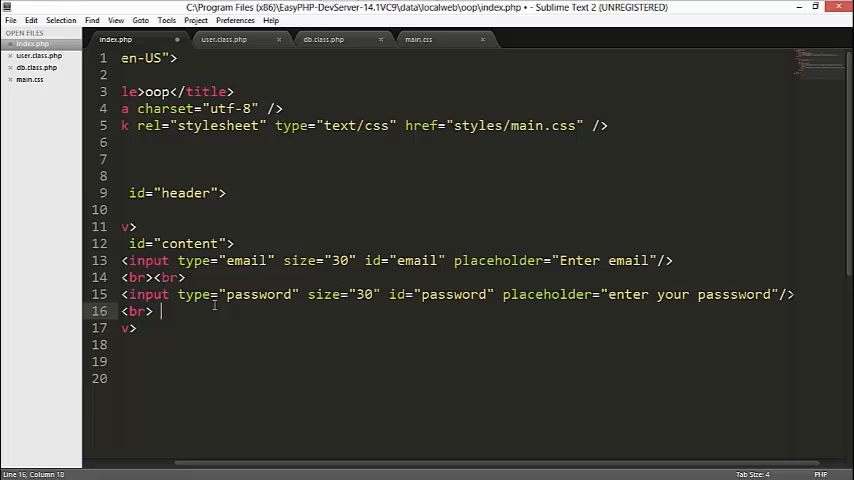 C:\Program Files (x86)\EasyPHP-DevServer-14.1VC9\data\localweb\oop\index.php • - Sublime Text 2 (UNREGISTERED)
File Edit Selection Find View Goto Tools Project Preferences Help
OPEN FILES
index.php
user.class.php
db.class.php
main.css
index.php user.class.php db.class.php main.css
1 en-US">
2
3 le>oop</title>
4 a charset="utf-8" />
5 k rel="stylesheet" type="text/css" href="styles/main.css" />
6
7
8
9 id="header">
10
11 v>
12 id="content">
13 <input type="email" size="30" id="email" placeholder="Enter email"/>
14 <br><br>
15 <input type="password" size="30" id="password" placeholder="enter your passsword"/>
16 <br>
17 v>
18
19
20
Line 16, Column 18
Tab Size: 4
PHP